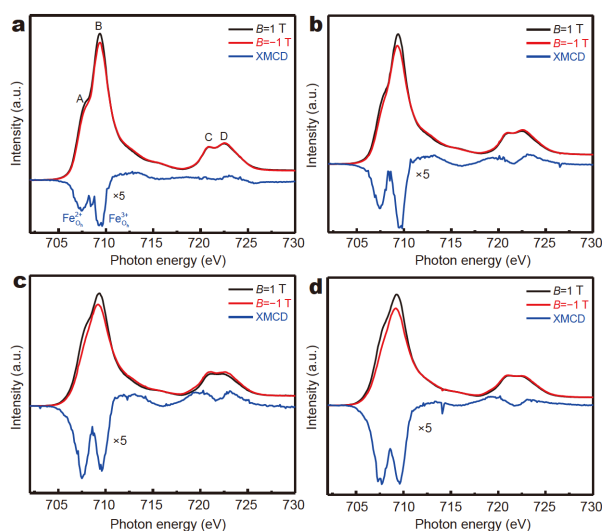 a
B=1 T
B=−1 T
XMCD
B
A
C D
×5
Fe2+Oh Fe3+Oh
Intensity (a.u.)
705 710 715 720 725 730
Photon energy (eV)
b
B=1 T
B=−1 T
XMCD
×5
Intensity (a.u.)
705 710 715 720 725 730
Photon energy (eV)
c
B=1 T
B=−1 T
XMCD
×5
Intensity (a.u.)
705 710 715 720 725 730
Photon energy (eV)
d
B=1 T
B=−1 T
XMCD
×5
Intensity (a.u.)
705 710 715 720 725 730
Photon energy (eV)